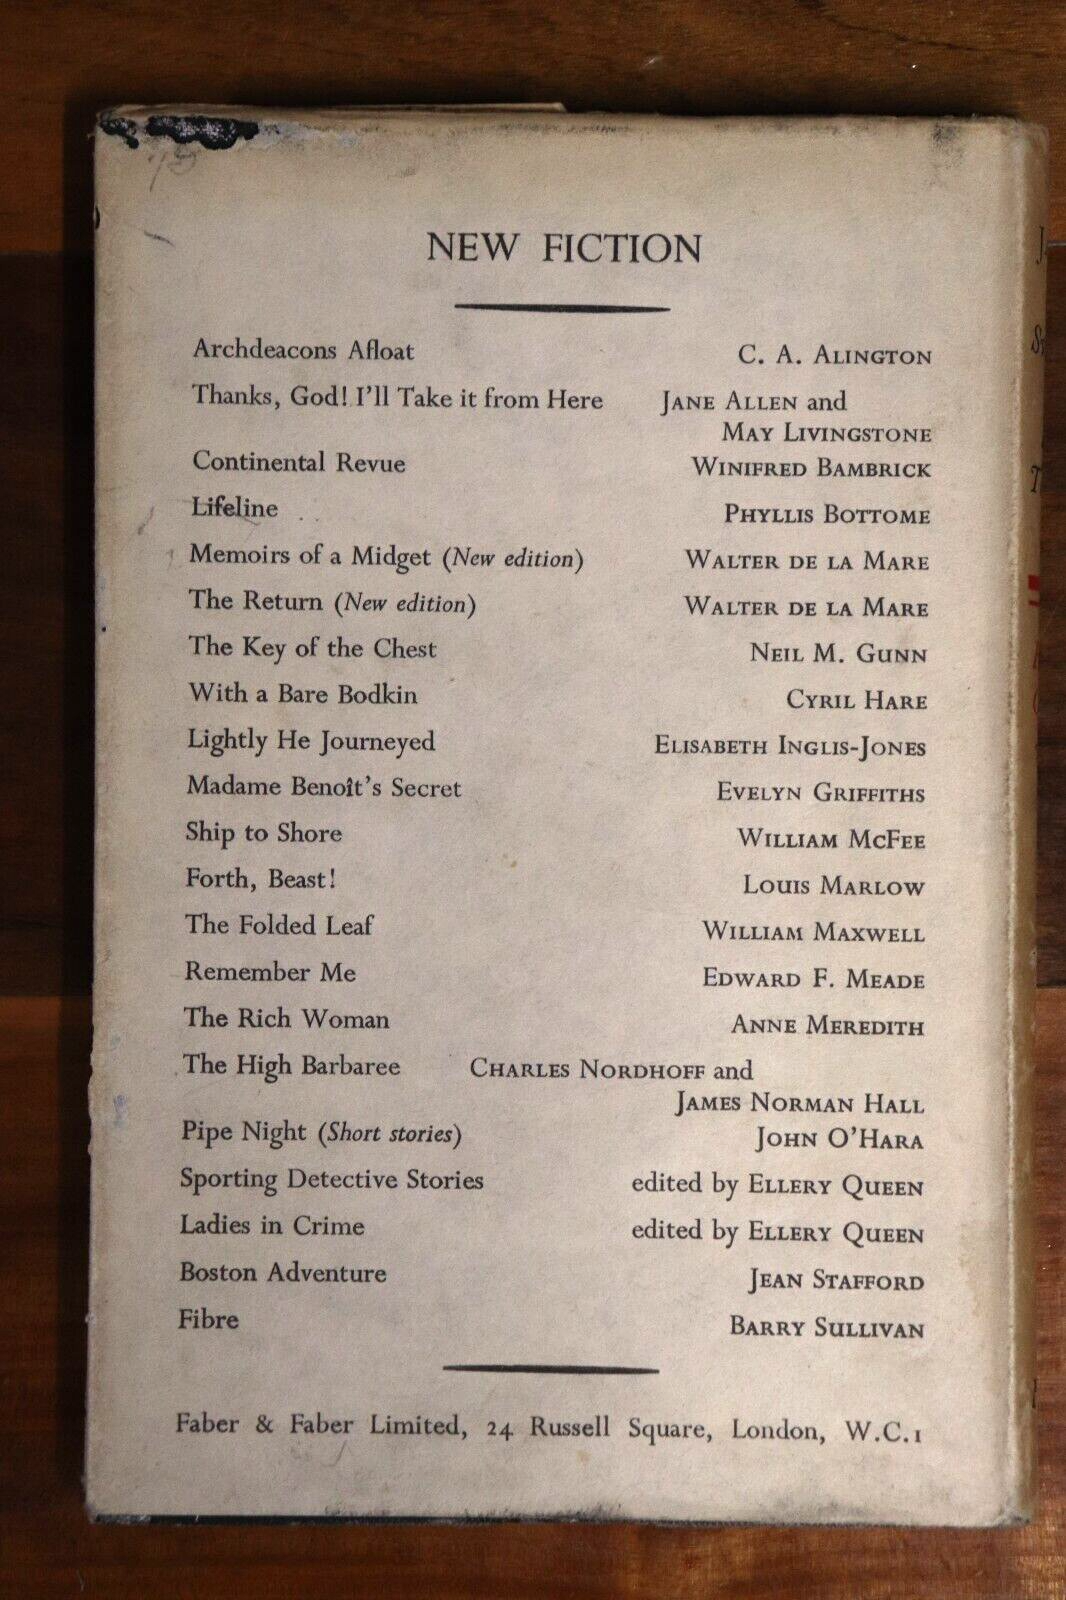 NEW FICTION
Archdeacons Afloat C. A. ALINGTON
Thanks, God! I'll Take it from Here JANE ALLEN and
MAY LIVINGSTONE
Continental Revue WINIFRED BAMBRICK
Lifeline PHYLLIS BOTTOME
Memoirs of a Midget (New edition) WALTER DE LA MARE
The Return (New edition) WALTER DE LA MARE
The Key of the Chest NEIL M. GUNN
With a Bare Bodkin CYRIL HARE
Lightly He Journeyed ELISABETH INGLIS-JONES
Madame Benoît's Secret EVELYN GRIFFITHS
Ship to Shore WILLIAM MCFEE
Forth, Beast! LOUIS MARLOW
The Folded Leaf WILLIAM MAXWELL
Remember Me EDWARD F. MEADE
The Rich Woman ANNE MEREDITH
The High Barbaree CHARLES NORDHOFF and
JAMES NORMAN HALL
Pipe Night (Short stories) JOHN O'HARA
Sporting Detective Stories edited by ELLERY QUEEN
Ladies in Crime edited by ELLERY QUEEN
Boston Adventure JEAN STAFFORD
Fibre BARRY SULLIVAN
Faber & Faber Limited, 24 Russell Square, London, W.C.1